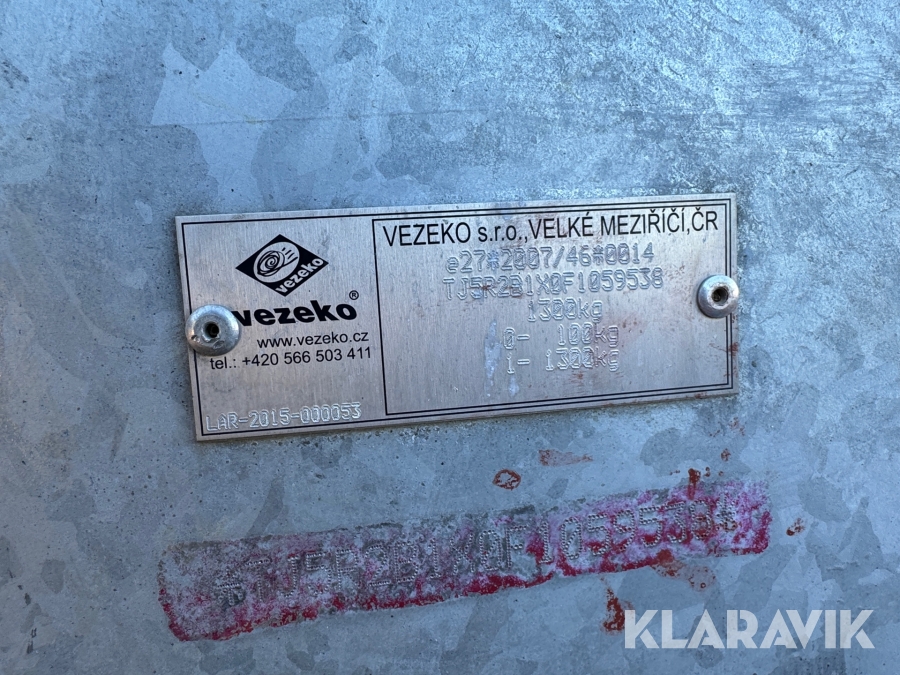 vezeko
vezeko®
www.vezeko.cz
tel.: +420 566 503 411
LAR-2015-000053
VEZEKO s.r.o.,VELKÉ MEZIŘÍČÍ,ČR
e27*2007/46*0014
TJ5R2B1X0F1059538
1300kg
0- 100kg
1- 1300kg
*TJ5R2B1X0F1059538*
KLARAVIK